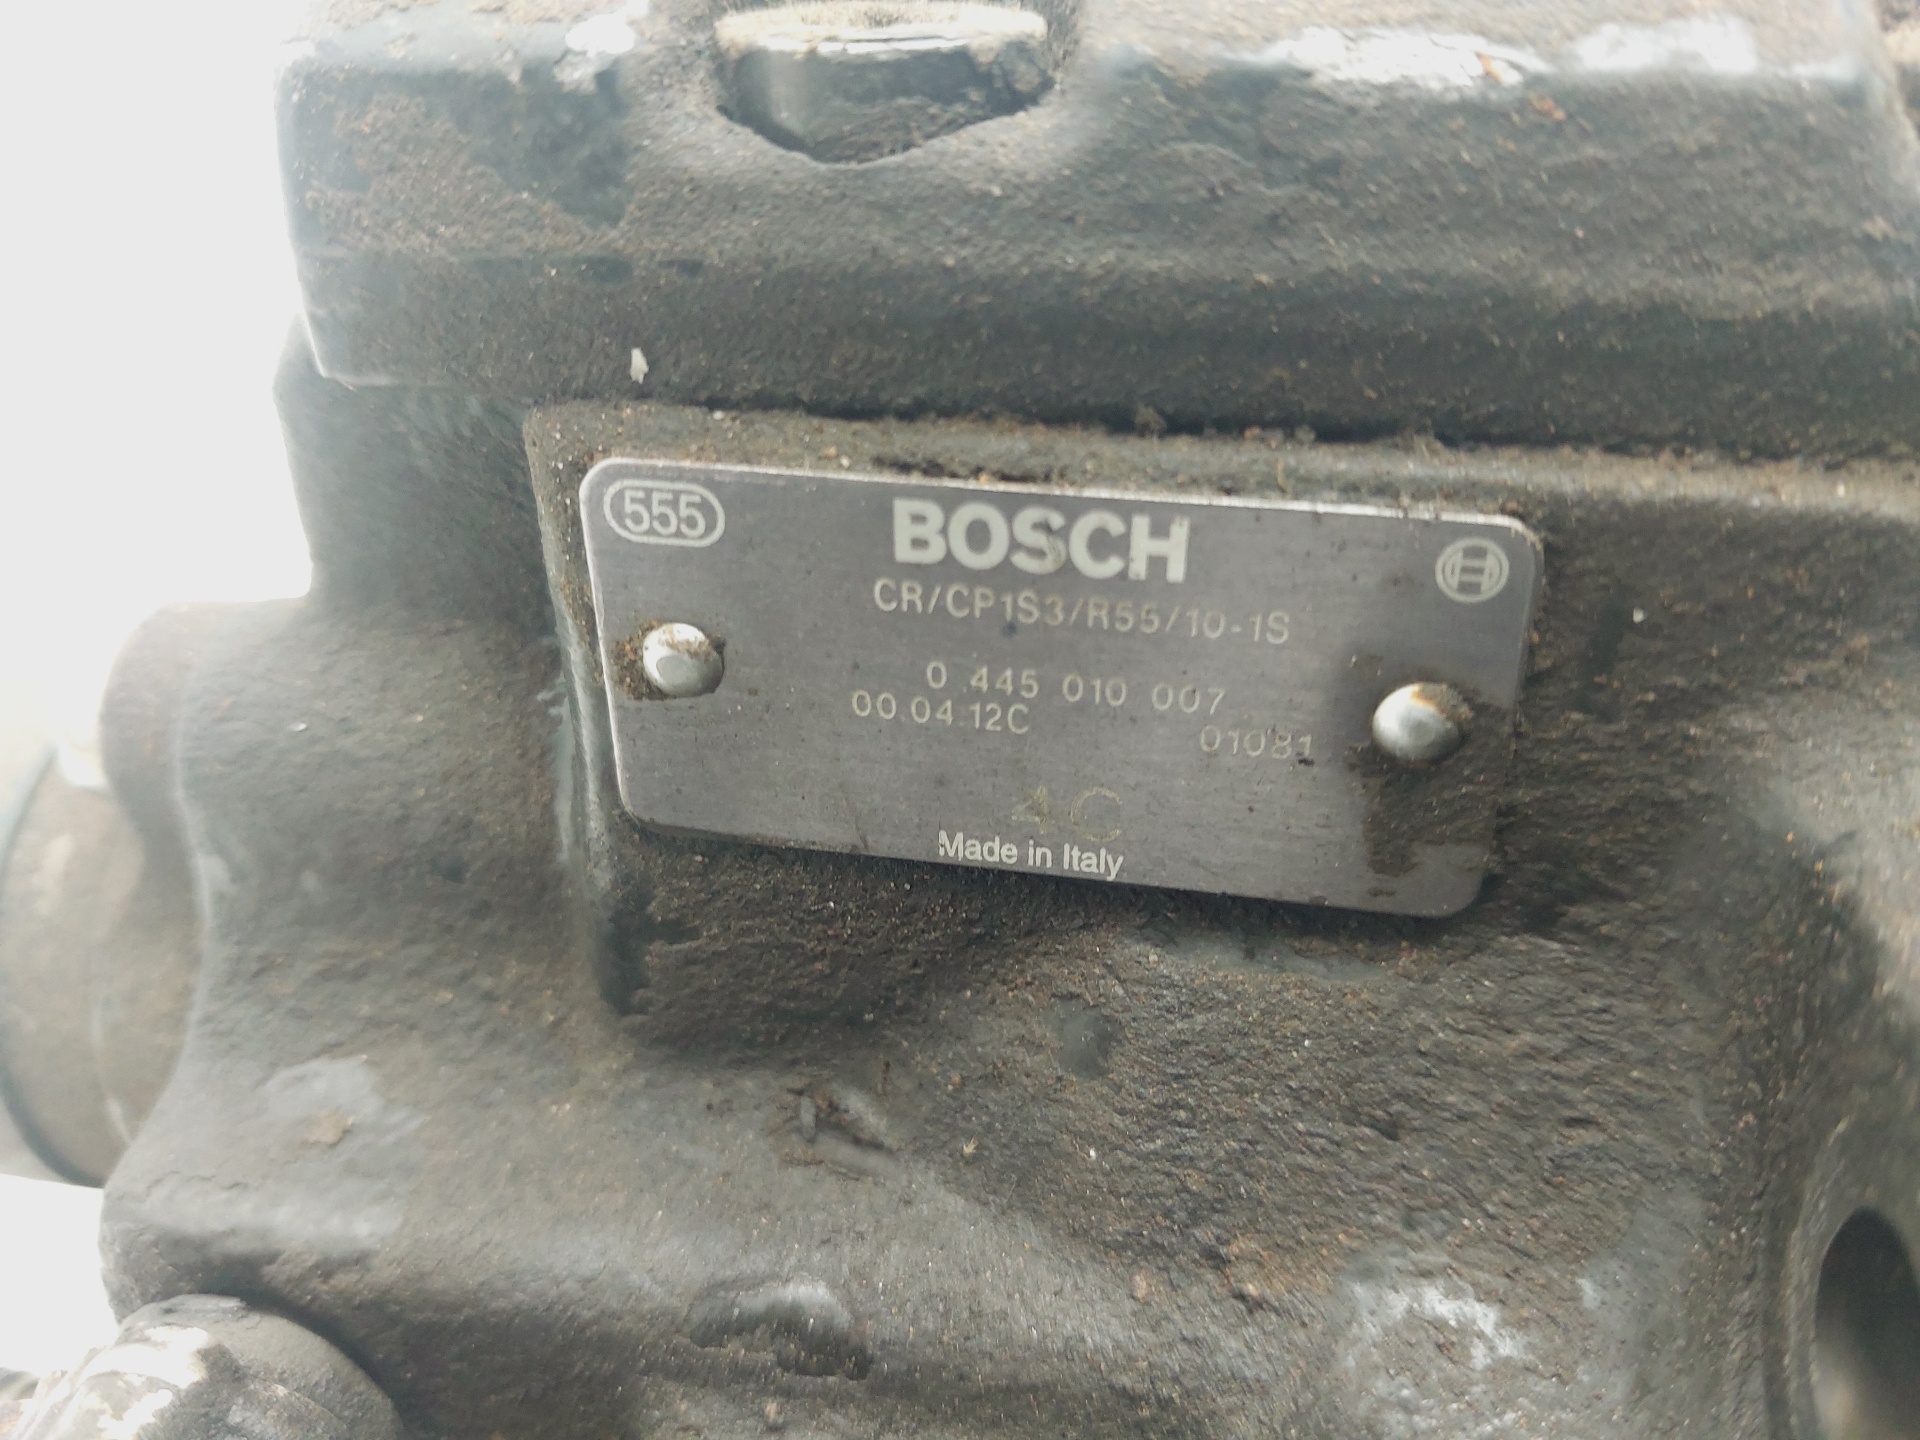 555
BOSCH
CR/CP1S3/R55/10-1S
0 445 010 007
00.04.12C
01081
4C
Made in Italy